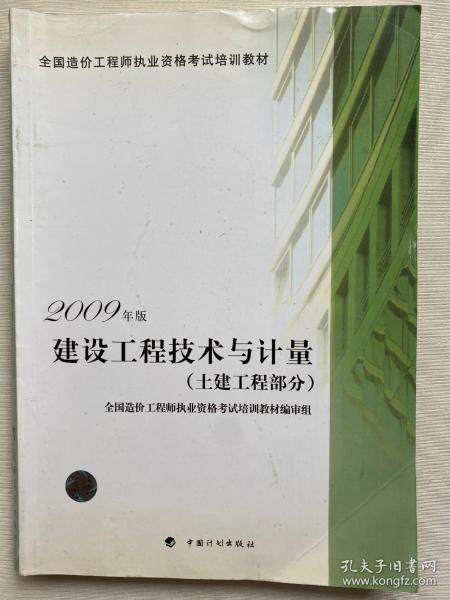 全国造价工程师执业资格考试培训教材
2009年版
建设工程技术与计量
（土建工程部分）
全国造价工程师执业资格考试培训教材编审组
中国计划出版社
孔夫子旧书网
www.kongfz.com